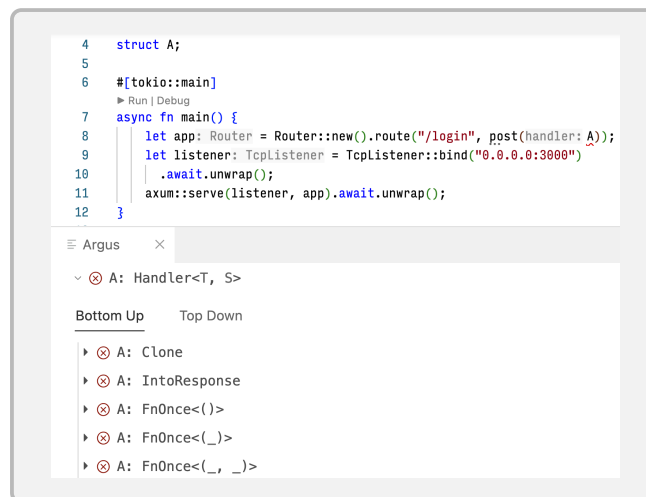 4 struct A;
5
6 #[tokio::main]
▶ Run | Debug
7 async fn main() {
8 let app: Router = Router::new().route("/login", post(handler: A));
9 let listener: TcpListener = TcpListener::bind("0.0.0.0:3000")
10 .await.unwrap();
11 axum::serve(listener, app).await.unwrap();
12 }
Argus
A: Handler<T, S>
Bottom Up Top Down
A: Clone
A: IntoResponse
A: FnOnce<()>
A: FnOnce<(_)>
A: FnOnce<(_, _)>